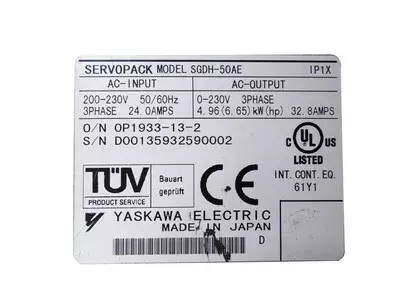 SERVOPACK MODEL SGDH-50AE IP1X
AC-INPUT AC-OUTPUT
200-230V 50/60Hz 0-230V 3PHASE
3PHASE 24.0AMPS 4.96(6.65)kW(hp) 32.8AMPS
O/N OP1933-13-2
S/N D00135932590002
C UL US
LISTED
TÜV
PRODUCT SERVICE
Bauart
geprüft
CE
INT. CONT. EQ.
61Y1
YASKAWA ELECTRIC
MADE IN JAPAN D